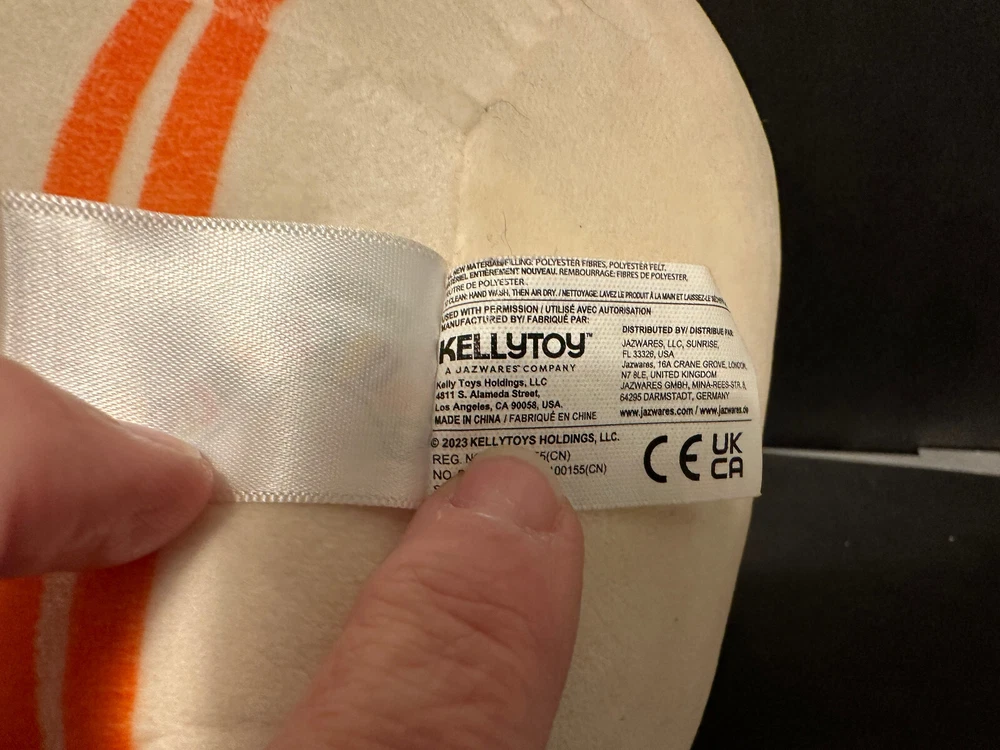 NEW MATERIAL/FILLING: POLYESTER FIBRES, POLYESTER FELT.
ENTIÈREMENT NOUVEAU. REMBOURRAGE: FIBRES DE POLYESTER,
DE POLYESTER.
CLEAN: HAND WASH, THEN AIR DRY. / NETTOYAGE: LAVEZ LE PRODUIT À LA MAIN ET LAISSEZ-LE
USED WITH PERMISSION / UTILISÉ AVEC AUTORISATION
MANUFACTURED BY/ FABRIQUÉ PAR:
KELLYTOY™
A JAZWARES COMPANY
Kelly Toys Holdings, LLC
4811 S. Alameda Street,
Los Angeles, CA 90058, USA.
MADE IN CHINA / FABRIQUÉ EN CHINE
DISTRIBUTED BY/ DISTRIBUÉ PAR
JAZWARES, LLC, SUNRISE,
FL 33326, USA
Jazwares, 16A CRANE GROVE, LONDON,
N7 8LE, UNITED KINGDOM
JAZWARES GMBH, MINA-REES-STR. 8,
64295 DARMSTADT, GERMANY
www.jazwares.com / www.jazwares.de
© 2023 KELLYTOYS HOLDINGS, LLC.
REG. 5(CN)
NO. 00155(CN)
CE UK
CA